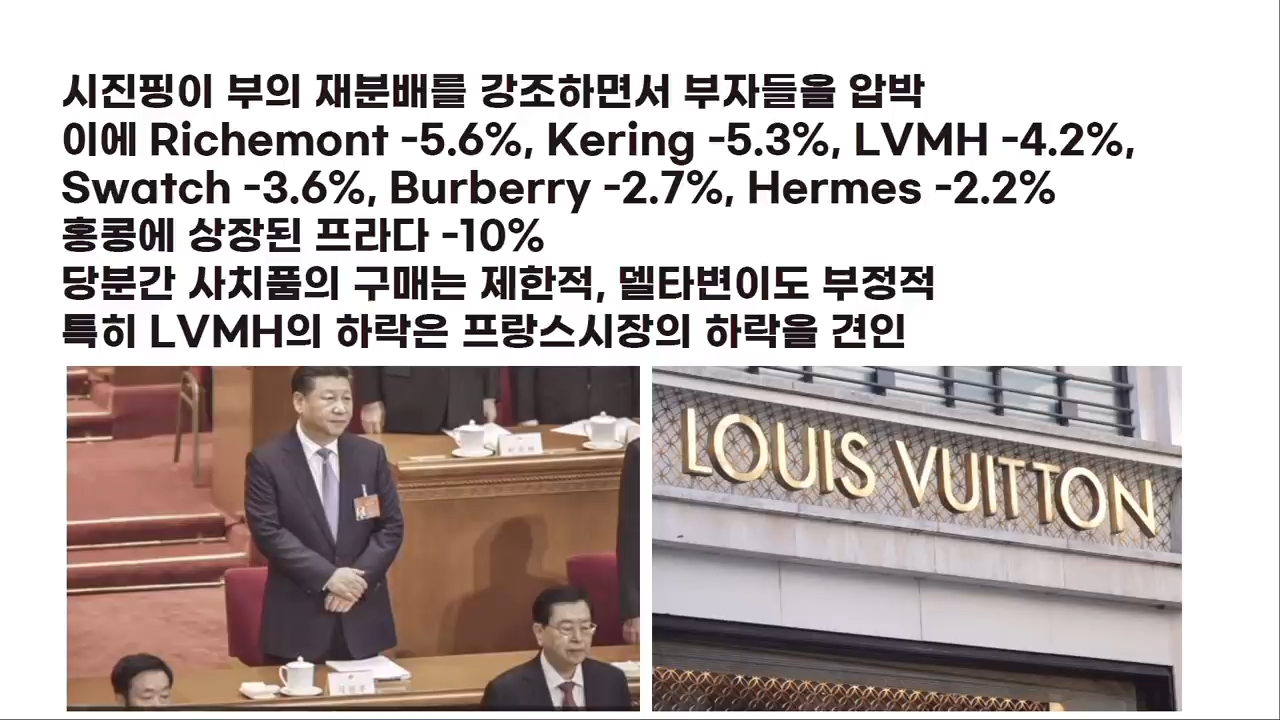 시진핑이 부의 재분배를 강조하면서 부자들을 압박
이에 Richemont -5.6%, Kering -5.3%, LVMH -4.2%,
Swatch -3.6%, Burberry -2.7%, Hermes -2.2%
홍콩에 상장된 프라다 -10%
당분간 사치품의 구매는 제한적, 델타변이도 부정적
특히 LVMH의 하락은 프랑스시장의 하락을 견인
LOUIS VUITTON